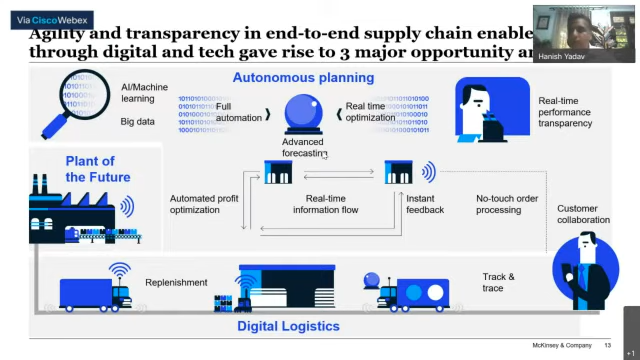 Via Cisco Webex
Agility and transparency in end-to-end supply chain enable
through digital and tech gave rise to 3 major opportunity
Hanish Yadav
Autonomous planning
AI/Machine
learning
Big data
Full
automation
Real time
optimization
Advanced
forecasting
Real-time
performance
transparency
Plant of
the Future
Automated profit
optimization
Real-time
information flow
Instant
feedback
No-touch order
processing
Customer
collaboration
Replenishment
Track &
trace
Digital Logistics
McKinsey & Company 13
+1